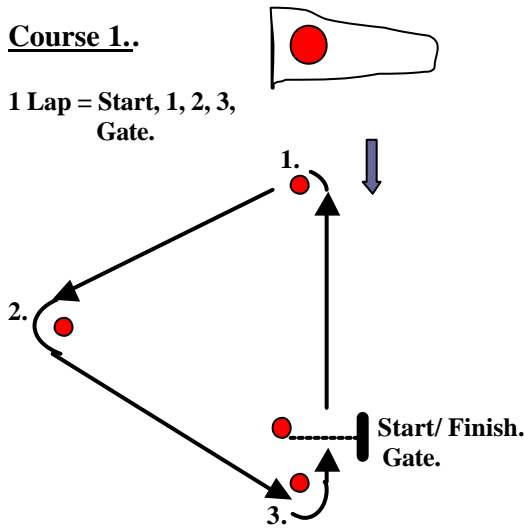 Course 1..
1 Lap = Start, 1, 2, 3,
Gate.
1.
2.
Start/ Finish.
Gate.
3.